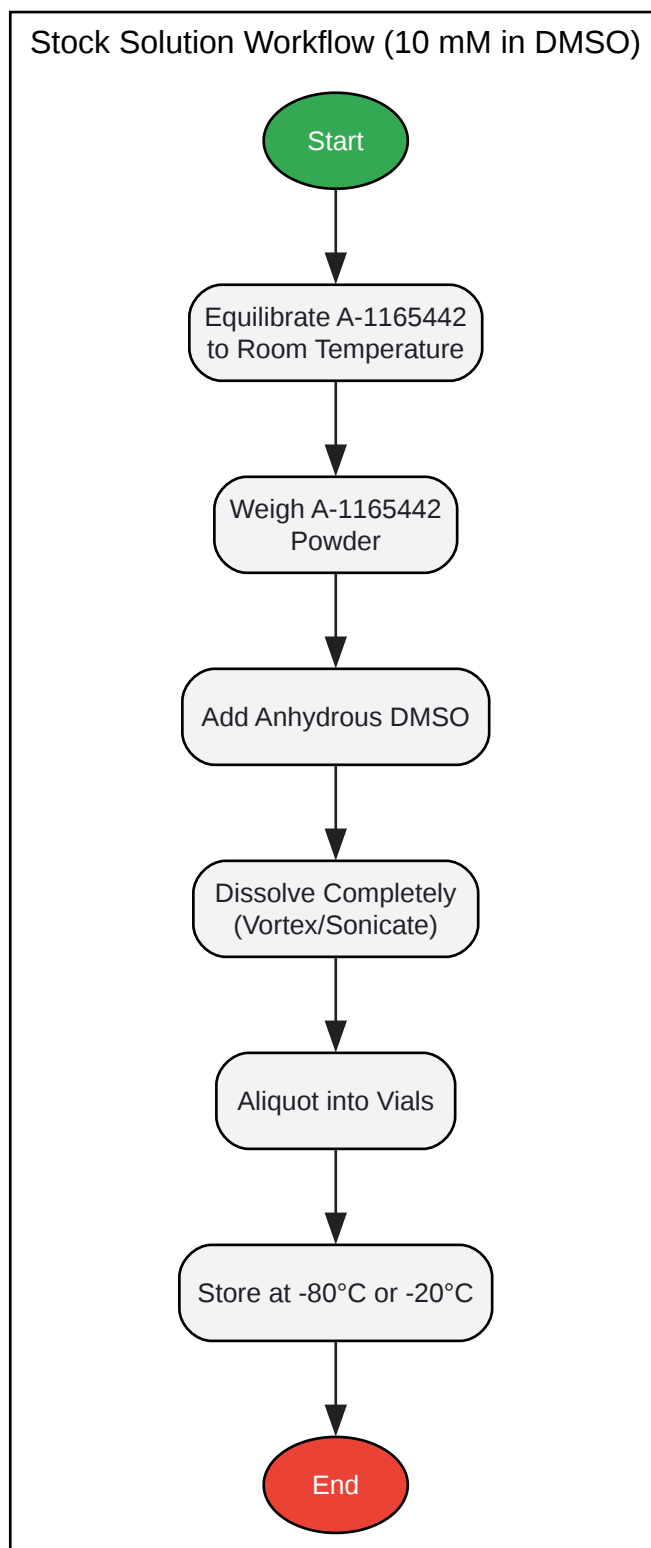 Stock Solution Workflow (10 mM in DMSO)
Start
Equilibrate A-1165442
to Room Temperature
Weigh A-1165442
Powder
Add Anhydrous DMSO
Dissolve Completely
(Vortex/Sonicate)
Aliquot into Vials
Store at -80°C or -20°C
End